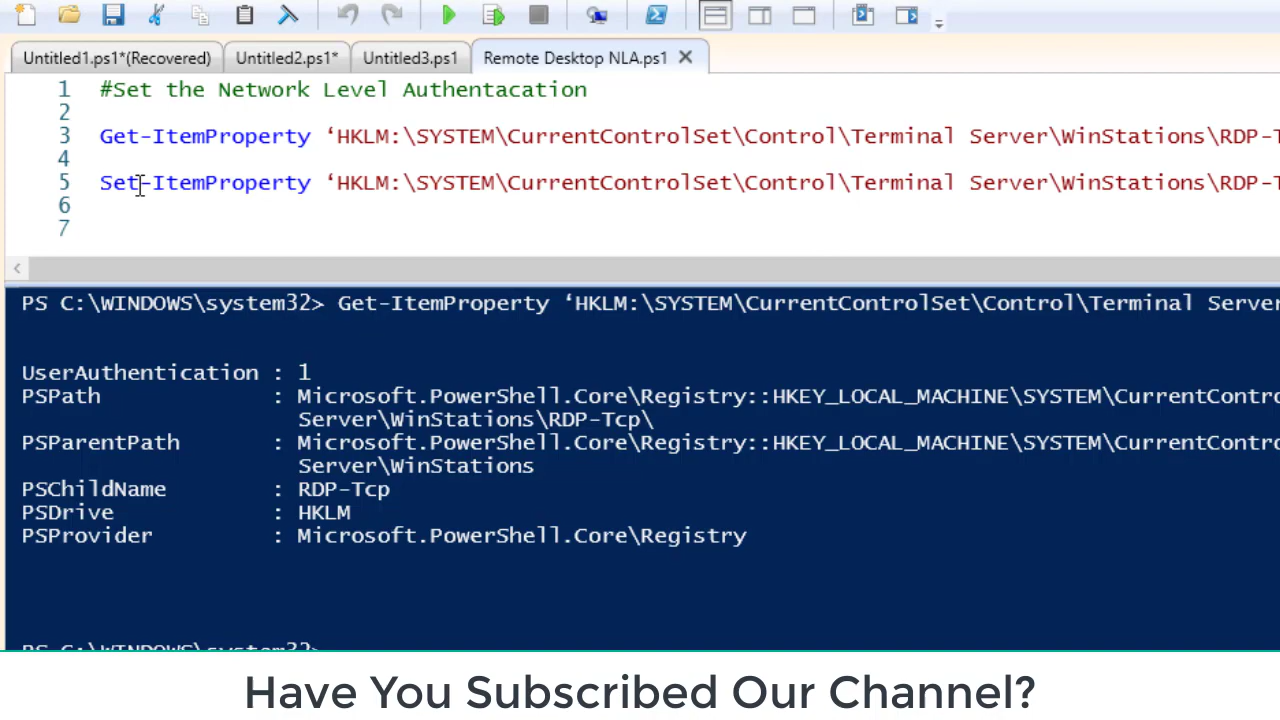 Untitled1.ps1*(Recovered) Untitled2.ps1* Untitled3.ps1 Remote Desktop NLA.ps1
1 #Set the Network Level Authentacation
2
3 Get-ItemProperty ‘HKLM:\SYSTEM\CurrentControlSet\Control\Terminal Server\WinStations\RDP-T
4
5 Set-ItemProperty ‘HKLM:\SYSTEM\CurrentControlSet\Control\Terminal Server\WinStations\RDP-T
6
7
PS C:\WINDOWS\system32> Get-ItemProperty ‘HKLM:\SYSTEM\CurrentControlSet\Control\Terminal Server
UserAuthentication : 1
PSPath : Microsoft.PowerShell.Core\Registry::HKEY_LOCAL_MACHINE\SYSTEM\CurrentContro
Server\WinStations\RDP-Tcp\
PSParentPath : Microsoft.PowerShell.Core\Registry::HKEY_LOCAL_MACHINE\SYSTEM\CurrentContro
Server\WinStations
PSChildName : RDP-Tcp
PSDrive : HKLM
PSProvider : Microsoft.PowerShell.Core\Registry
PS C:\WINDOWS\system32>
Have You Subscribed Our Channel?